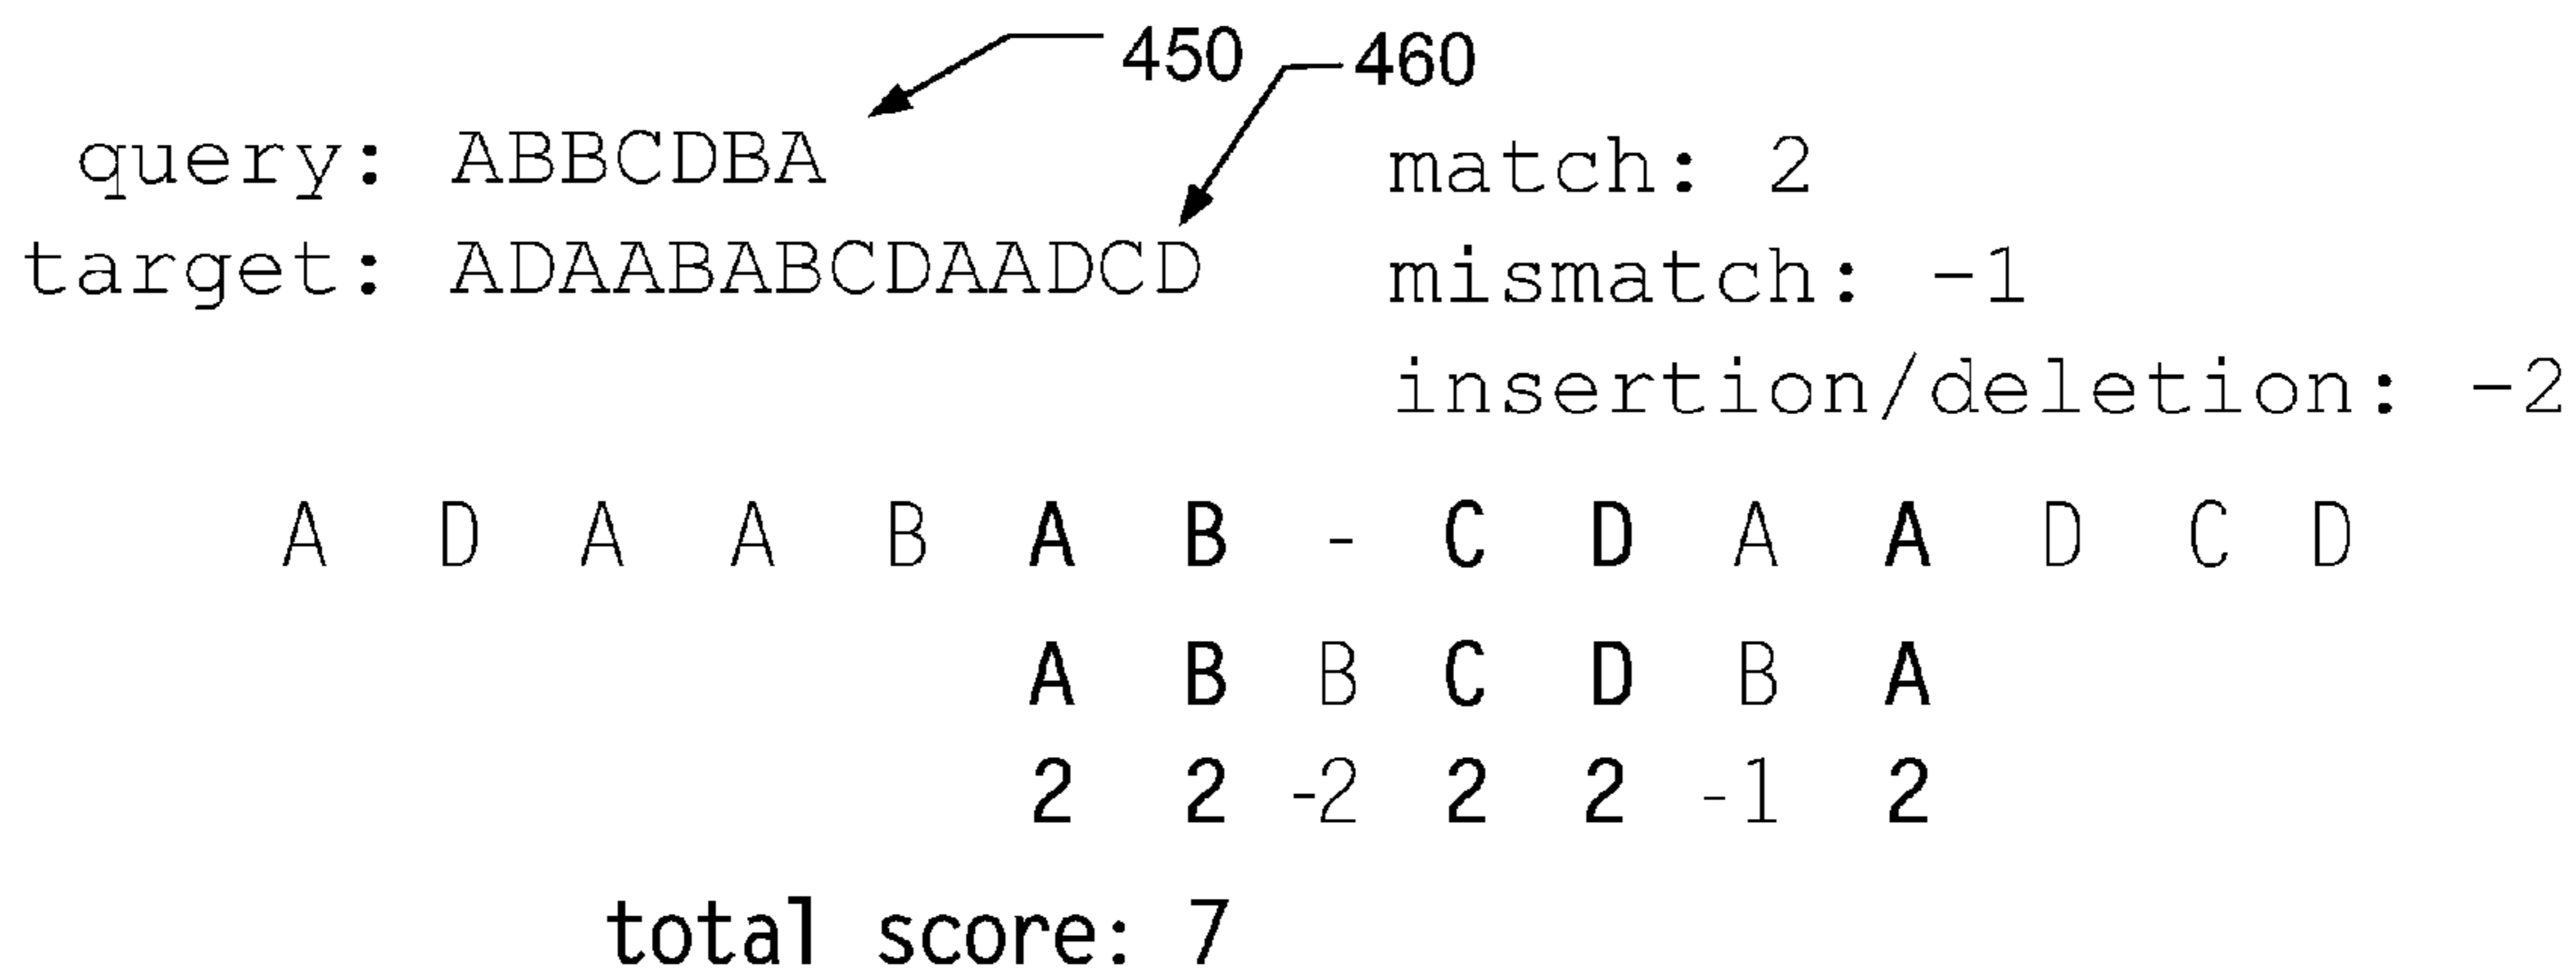 450 460
query: ABBCDBA match: 2
target: ADAABABCDAADCD mismatch: -1
insertion/deletion: -2
A D A A B A B - C D A A D C D
A B B C D B A
2 2 -2 2 2 -1 2
total score: 7